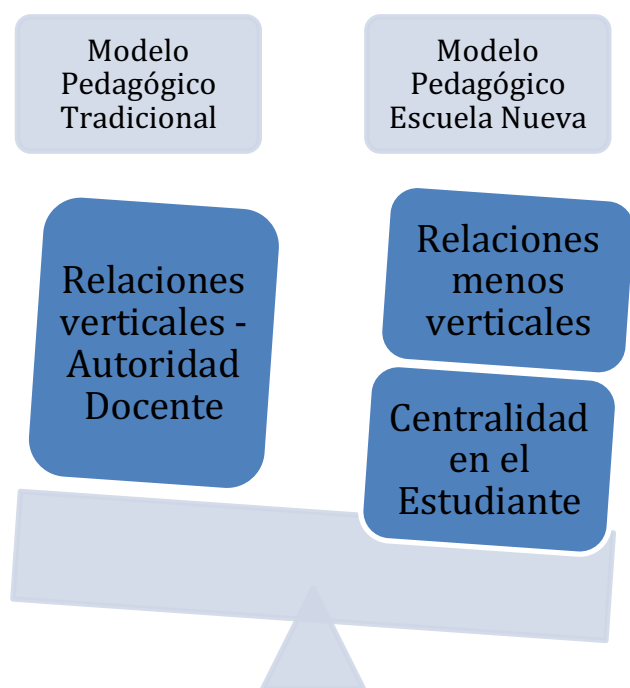 Modelo
Pedagógico
Tradicional
Modelo
Pedagógico
Escuela Nueva
Relaciones
verticales -
Autoridad
Docente
Relaciones
menos
verticales
Centralidad
en el
Estudiante